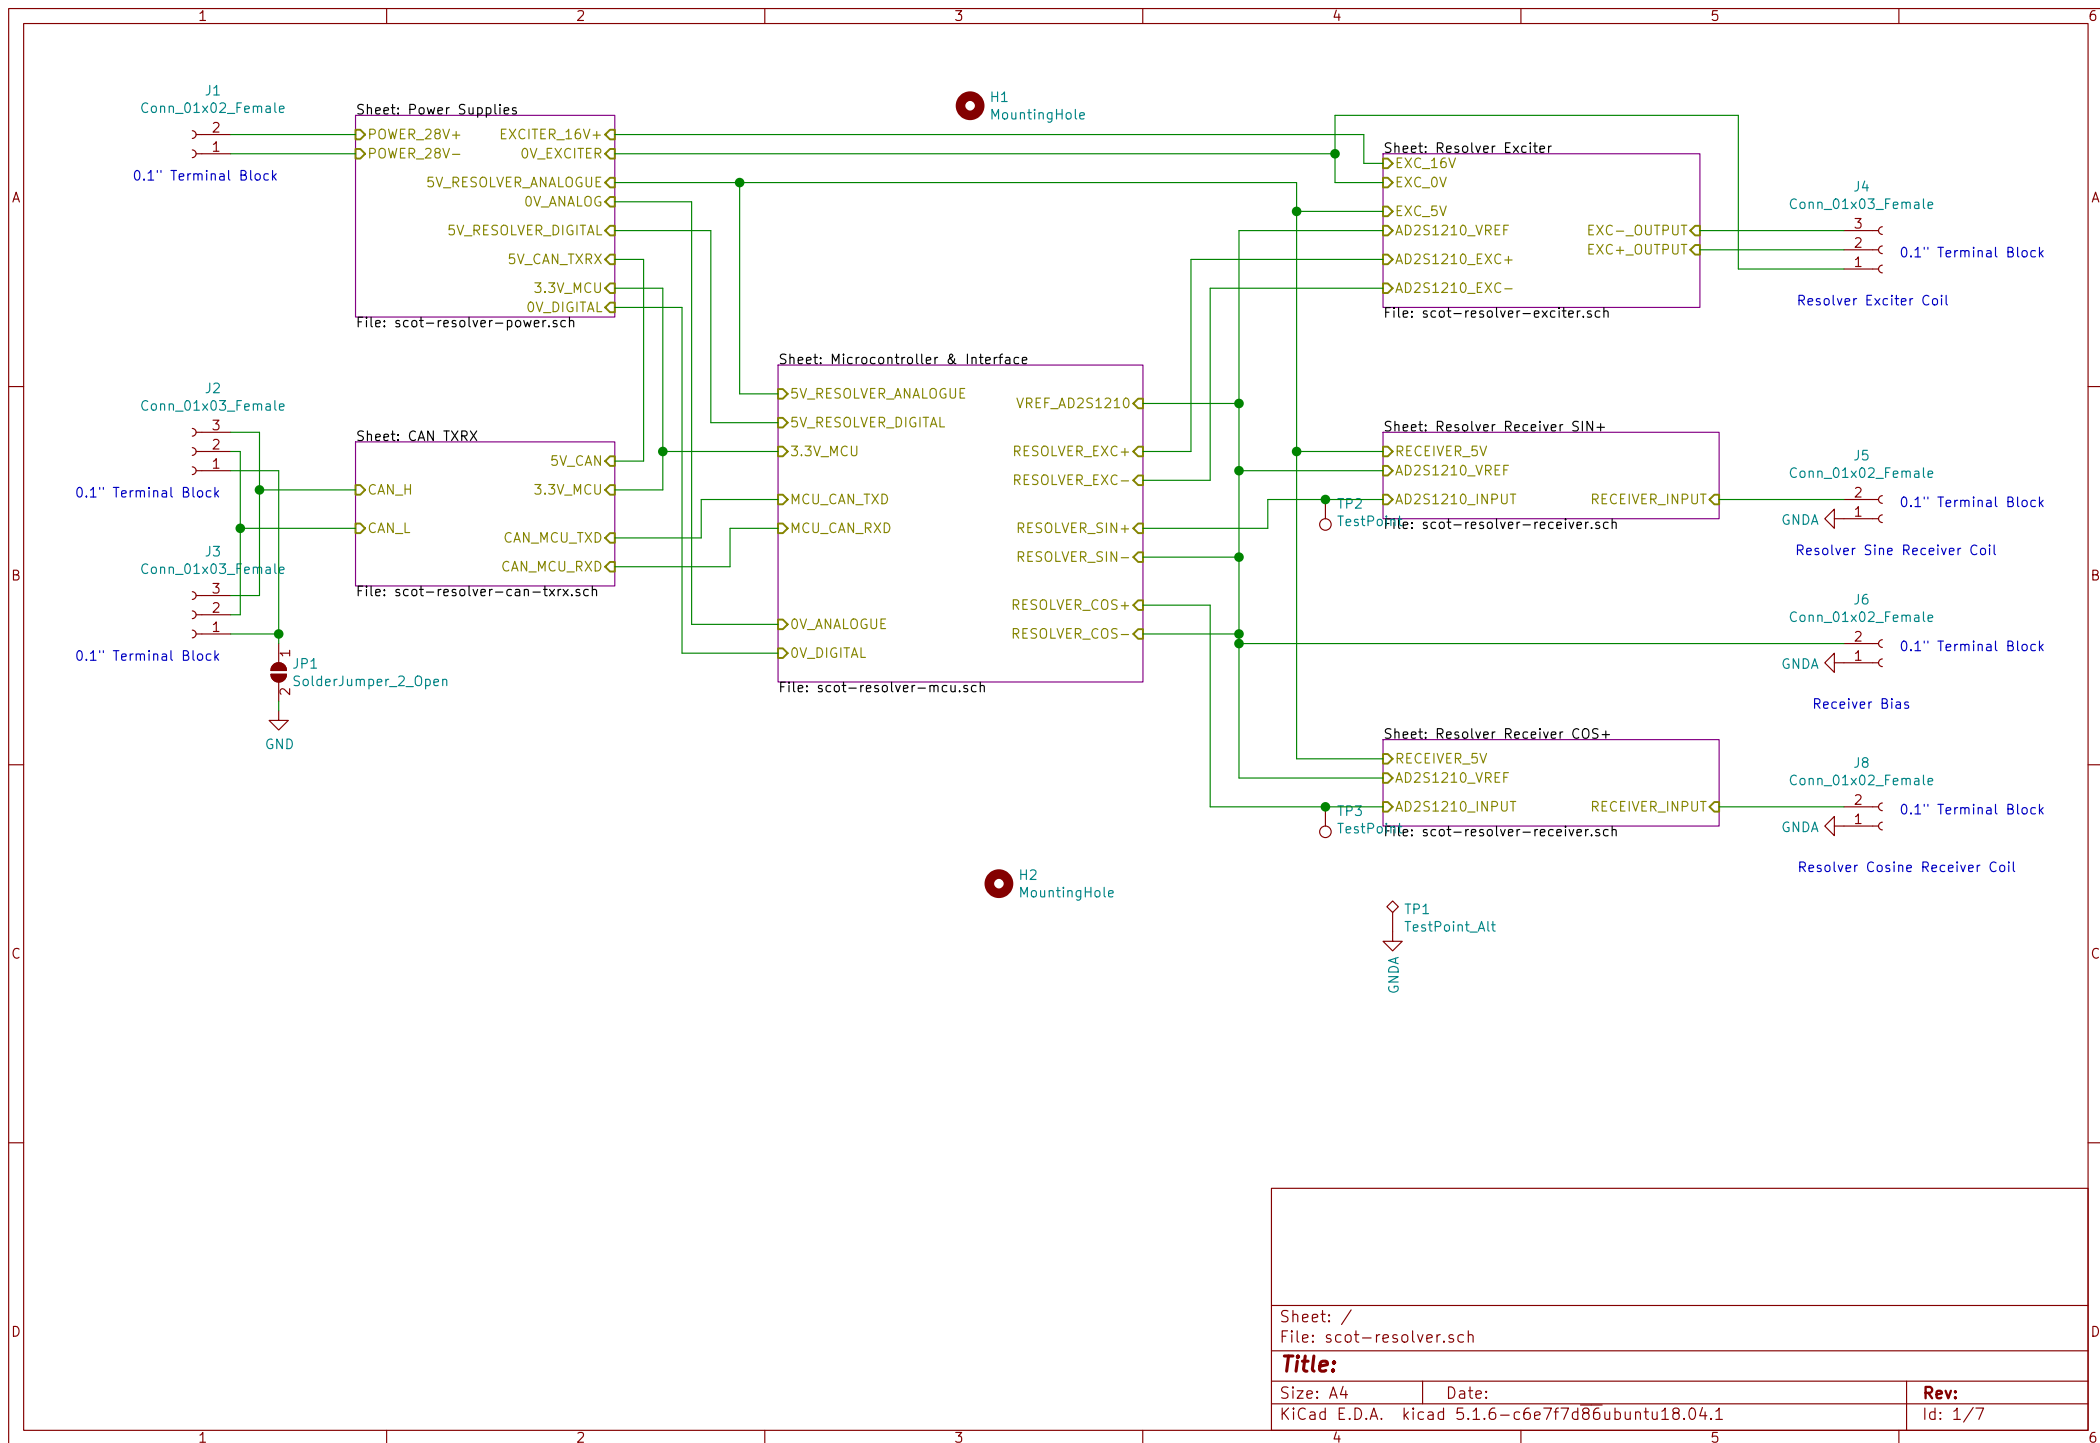 1 2 3 4 5 6
J1
Conn_01x02_Female
2
1
0.1" Terminal Block
Sheet: Power Supplies
POWER_28V+
POWER_28V-
EXCITER_16V+
0V_EXCITER
5V_RESOLVER_ANALOGUE
0V_ANALOG
5V_RESOLVER_DIGITAL
5V_CAN_TXRX
3.3V_MCU
0V_DIGITAL
File: scot-resolver-power.sch
H1
MountingHole
Sheet: Resolver Exciter
EXC_16V
EXC_0V
EXC_5V
AD2S1210_VREF
AD2S1210_EXC+
AD2S1210_EXC-
EXC-_OUTPUT
EXC+_OUTPUT
File: scot-resolver-exciter.sch
J4
Conn_01x03_Female
3
2
1
0.1" Terminal Block
Resolver Exciter Coil
A
A
J2
Conn_01x03_Female
3
2
1
0.1" Terminal Block
Sheet: CAN TXRX
CAN_H
CAN_L
5V_CAN
3.3V_MCU
CAN_MCU_TXD
CAN_MCU_RXD
File: scot-resolver-can-txrx.sch
J3
Conn_01x03_Female
3
2
1
0.1" Terminal Block
1
JP1
SolderJumper_2_Open
2
GND
Sheet: Microcontroller & Interface
5V_RESOLVER_ANALOGUE
5V_RESOLVER_DIGITAL
3.3V_MCU
MCU_CAN_TXD
MCU_CAN_RXD
0V_ANALOGUE
0V_DIGITAL
VREF_AD2S1210
RESOLVER_EXC+
RESOLVER_EXC-
RESOLVER_SIN+
RESOLVER_SIN-
RESOLVER_COS+
RESOLVER_COS-
File: scot-resolver-mcu.sch
Sheet: Resolver Receiver SIN+
RECEIVER_5V
AD2S1210_VREF
AD2S1210_INPUT
RECEIVER_INPUT
TP2
TestPoint
File: scot-resolver-receiver.sch
J5
Conn_01x02_Female
2
1
GNDA
0.1" Terminal Block
Resolver Sine Receiver Coil
B
B
J6
Conn_01x02_Female
2
1
GNDA
0.1" Terminal Block
Receiver Bias
Sheet: Resolver Receiver COS+
RECEIVER_5V
AD2S1210_VREF
AD2S1210_INPUT
RECEIVER_INPUT
TP3
TestPoint
File: scot-resolver-receiver.sch
J8
Conn_01x02_Female
2
1
GNDA
0.1" Terminal Block
Resolver Cosine Receiver Coil
H2
MountingHole
TP1
TestPoint_Alt
GNDA
C
C
Sheet: /
File: scot-resolver.sch
Title:
Size: A4 Date: Rev:
KiCad E.D.A. kicad 5.1.6-c6e7f7d86ubuntu18.04.1 Id: 1/7
D
D
1 2 3 4 5 6